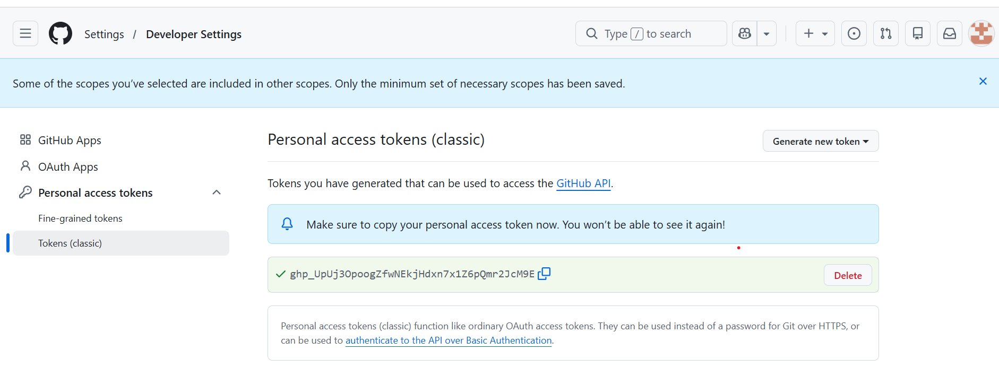 Settings / Developer Settings
Type / to search
Some of the scopes you've selected are included in other scopes. Only the minimum set of necessary scopes has been saved.
GitHub Apps
OAuth Apps
Personal access tokens
Fine-grained tokens
Tokens (classic)
Personal access tokens (classic)
Generate new token
Tokens you have generated that can be used to access the GitHub API.
Make sure to copy your personal access token now. You won't be able to see it again!
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
Delete
Personal access tokens (classic) function like ordinary OAuth access tokens. They can be used instead of a password for Git over HTTPS, or
can be used to authenticate to the API over Basic Authentication.